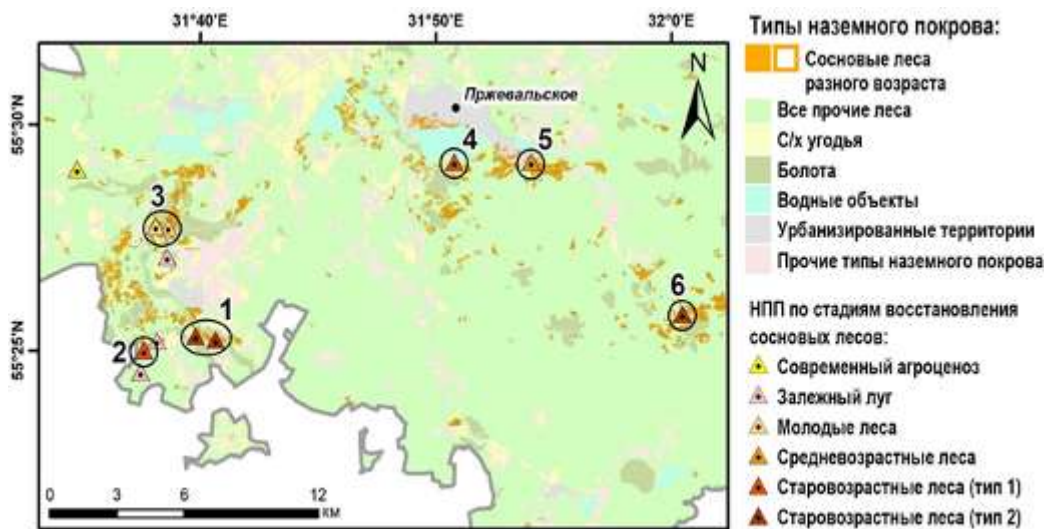 31°40'E 31°50'E 32°0'E
55°30'N
55°25'N
N
Пржевальское
4
5
3
6
1
2
0 3 6 12
км
Типы наземного покрова:
Сосновые леса
разного возраста
Все прочие леса
С/х угодья
Болота
Водные объекты
Урбанизированные территории
Прочие типы наземного покрова
НПП по стадиям восстановления
сосновых лесов:
Современный агроценоз
Залежный луг
Молодые леса
Средневозрастные леса
Старовозрастные леса (тип 1)
Старовозрастные леса (тип 2)